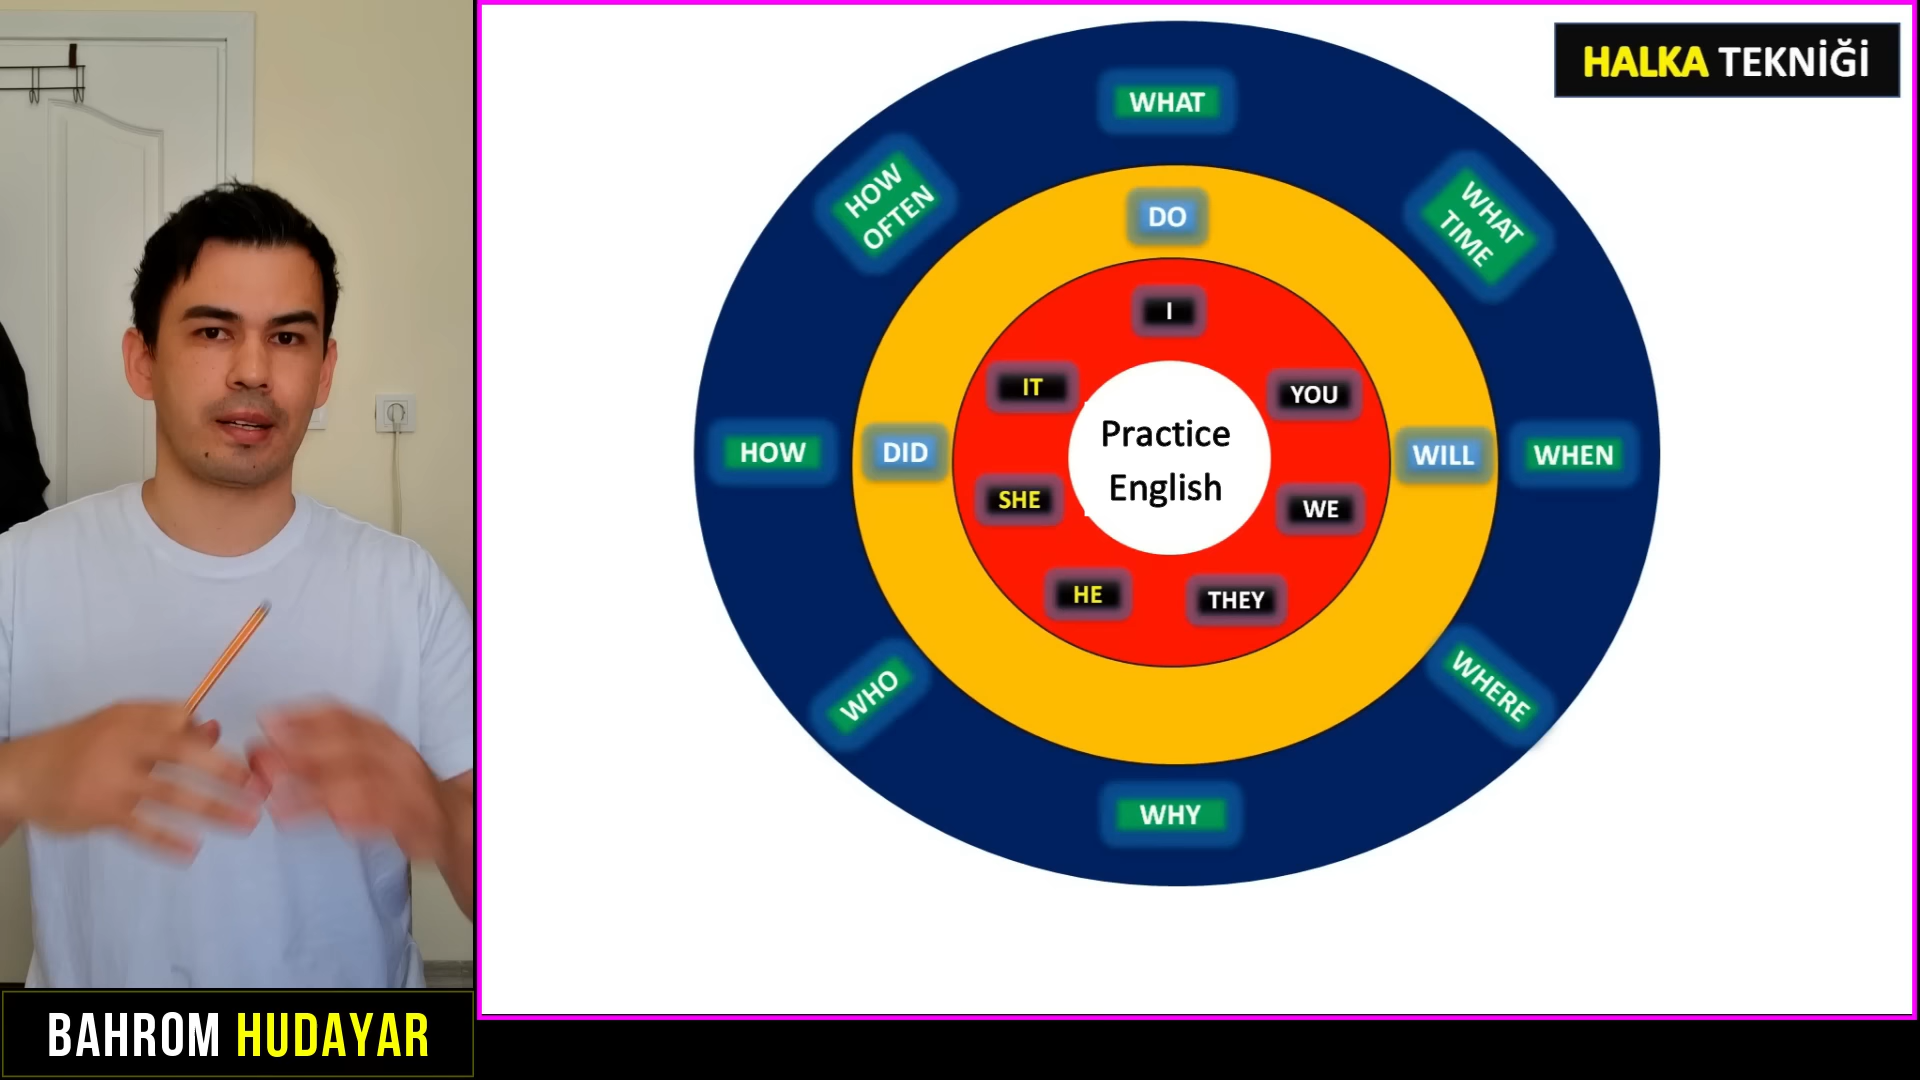 HALKA TEKNİĞİ
WHAT
HOW
OFTEN
WHAT
TIME
DO
I
IT
YOU
Practice
English
HOW
DID
WILL
WHEN
SHE
WE
HE
THEY
WHO
WHERE
WHY
BAHROM HUDAYAR